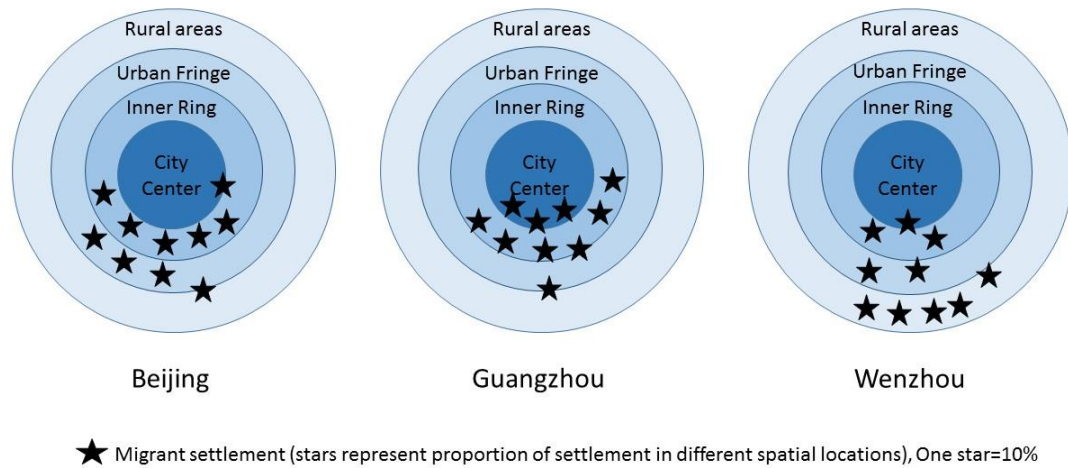 Rural areas
Urban Fringe
Inner Ring
City
Center
Beijing
Rural areas
Urban Fringe
Inner Ring
City
Center
Guangzhou
Rural areas
Urban Fringe
Inner Ring
City
Center
Wenzhou
Migrant settlement (stars represent proportion of settlement in different spatial locations), One star=10%